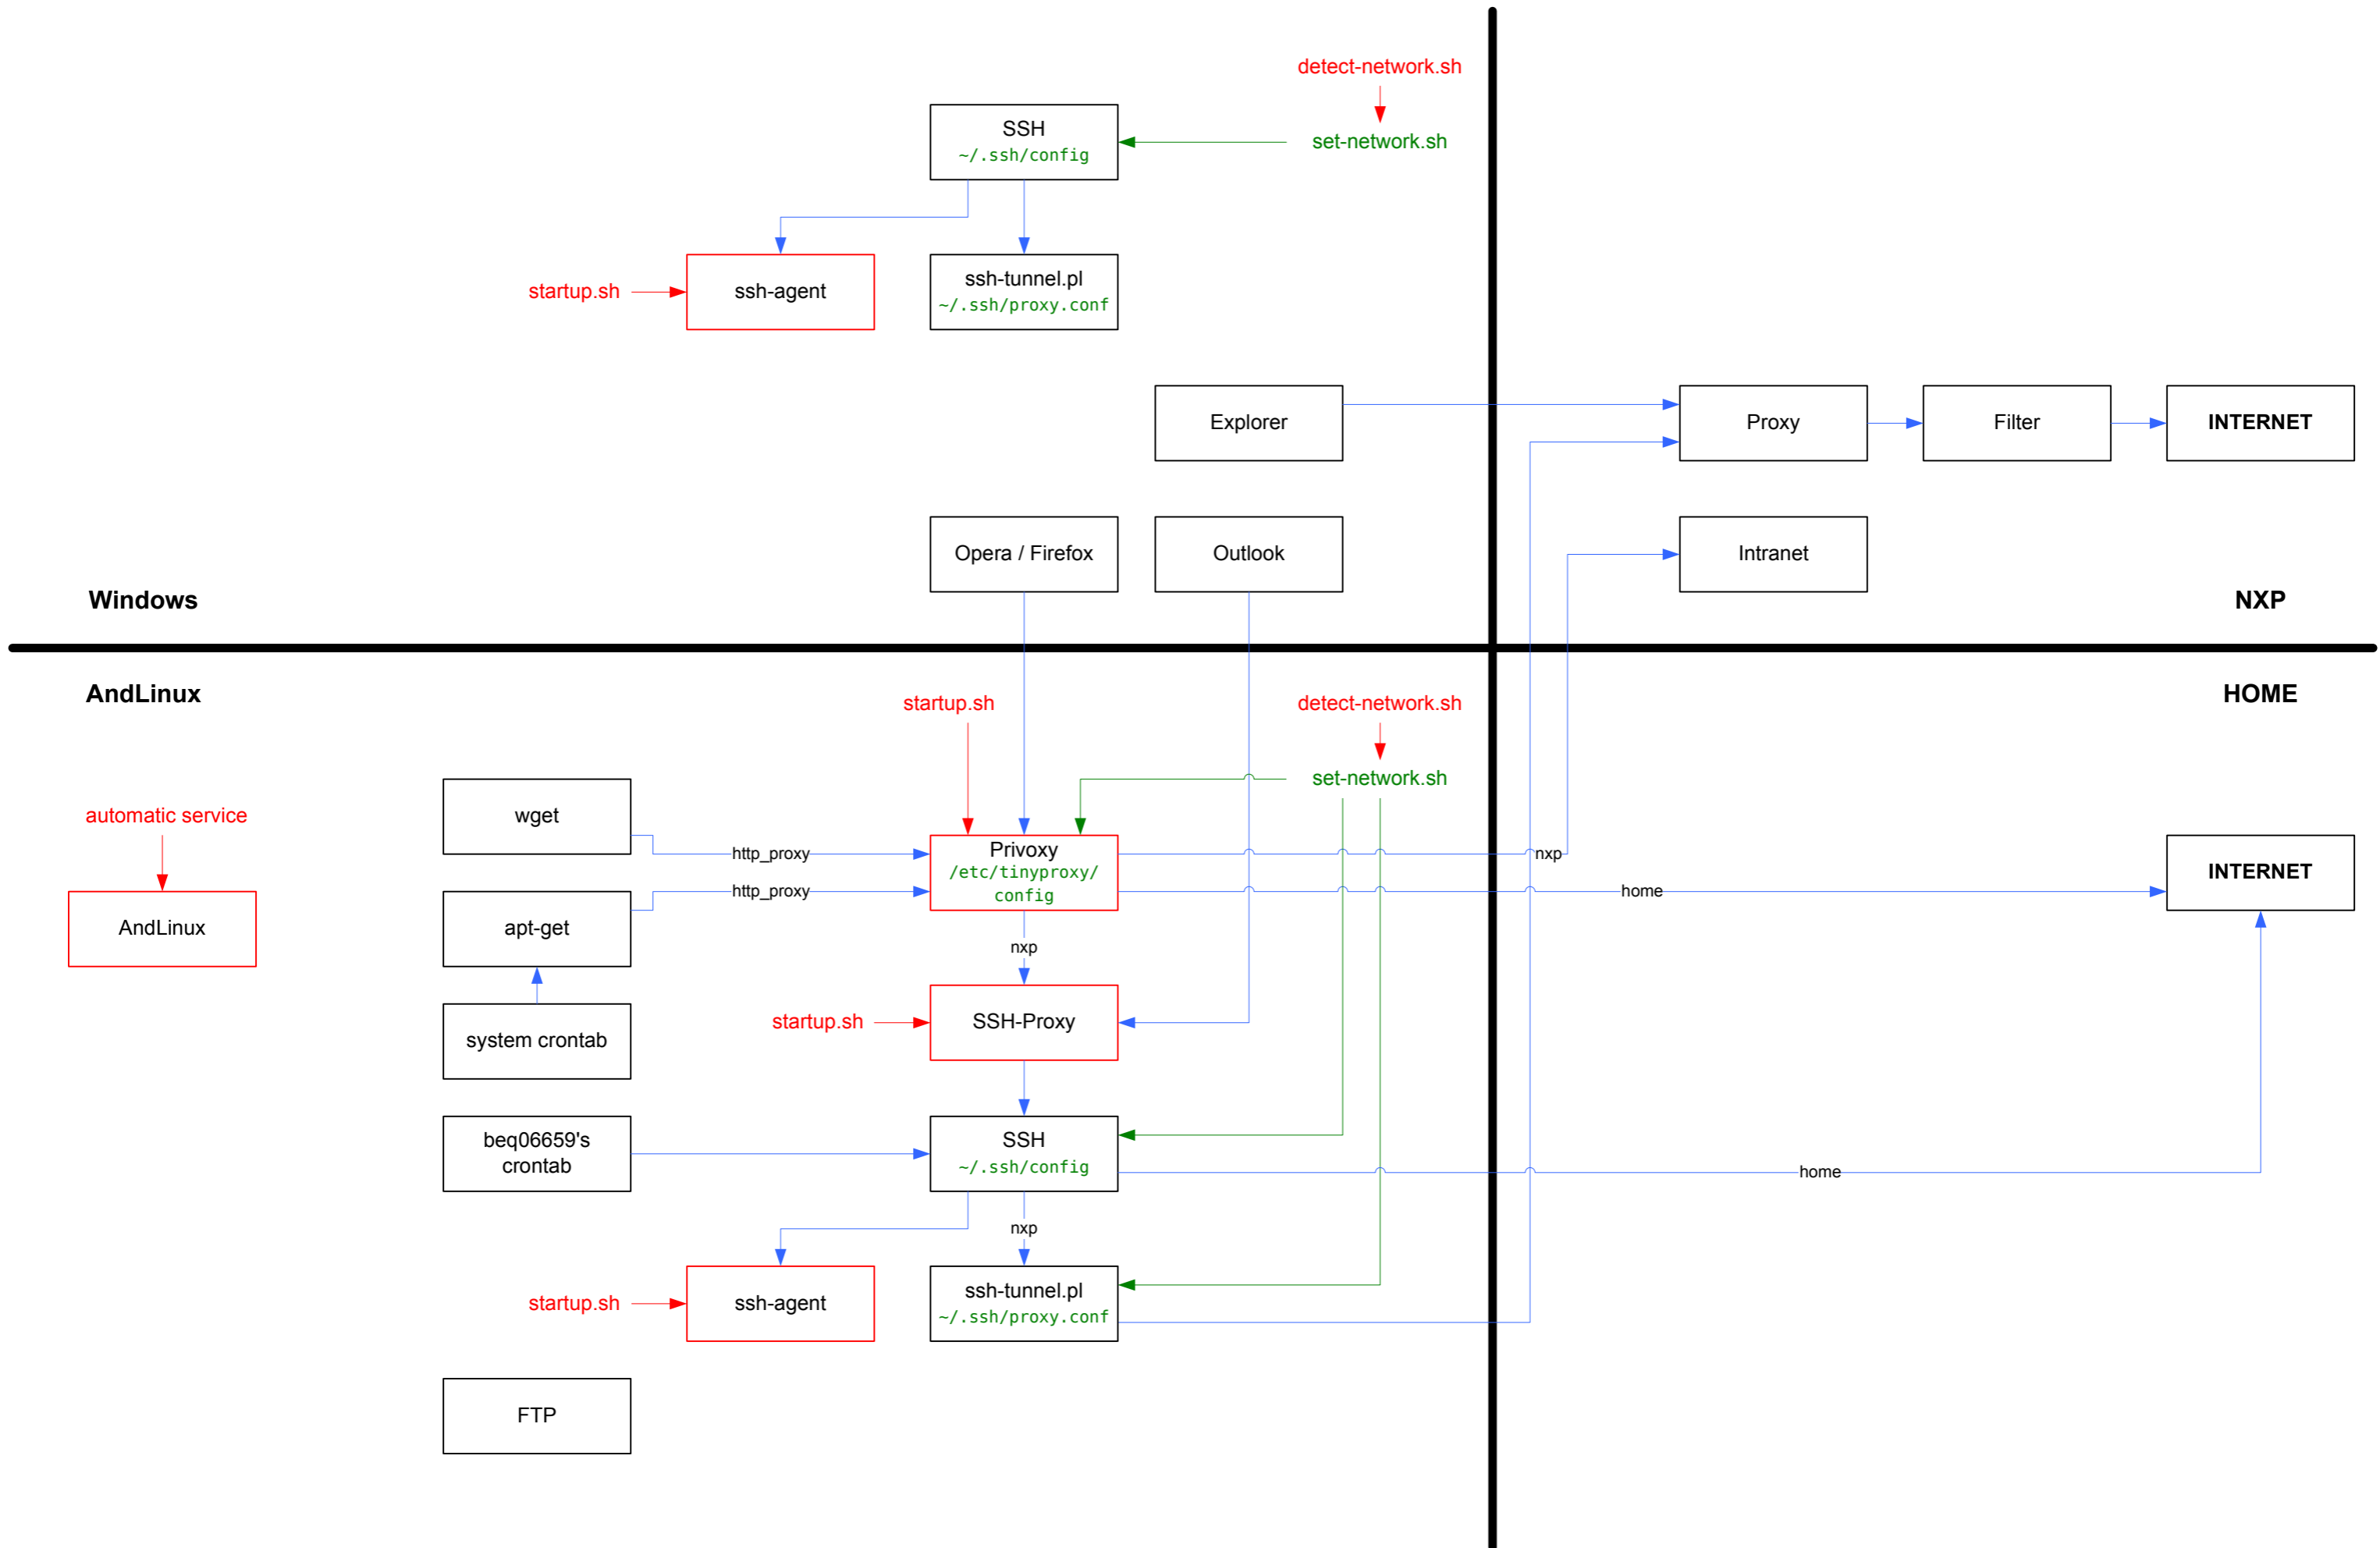 detect-network.sh
SSH
~/.ssh/config
set-network.sh
startup.sh
ssh-agent
ssh-tunnel.pl
~/.ssh/proxy.conf
Explorer
Proxy
Filter
INTERNET
Opera / Firefox
Outlook
Intranet
Windows
NXP
AndLinux
HOME
startup.sh
detect-network.sh
set-network.sh
automatic service
wget
http_proxy
Privoxy
/etc/tinyproxy/
config
nxp
INTERNET
http_proxy
home
AndLinux
apt-get
nxp
system crontab
startup.sh
SSH-Proxy
beq06659's
crontab
SSH
~/.ssh/config
home
nxp
startup.sh
ssh-agent
ssh-tunnel.pl
~/.ssh/proxy.conf
FTP